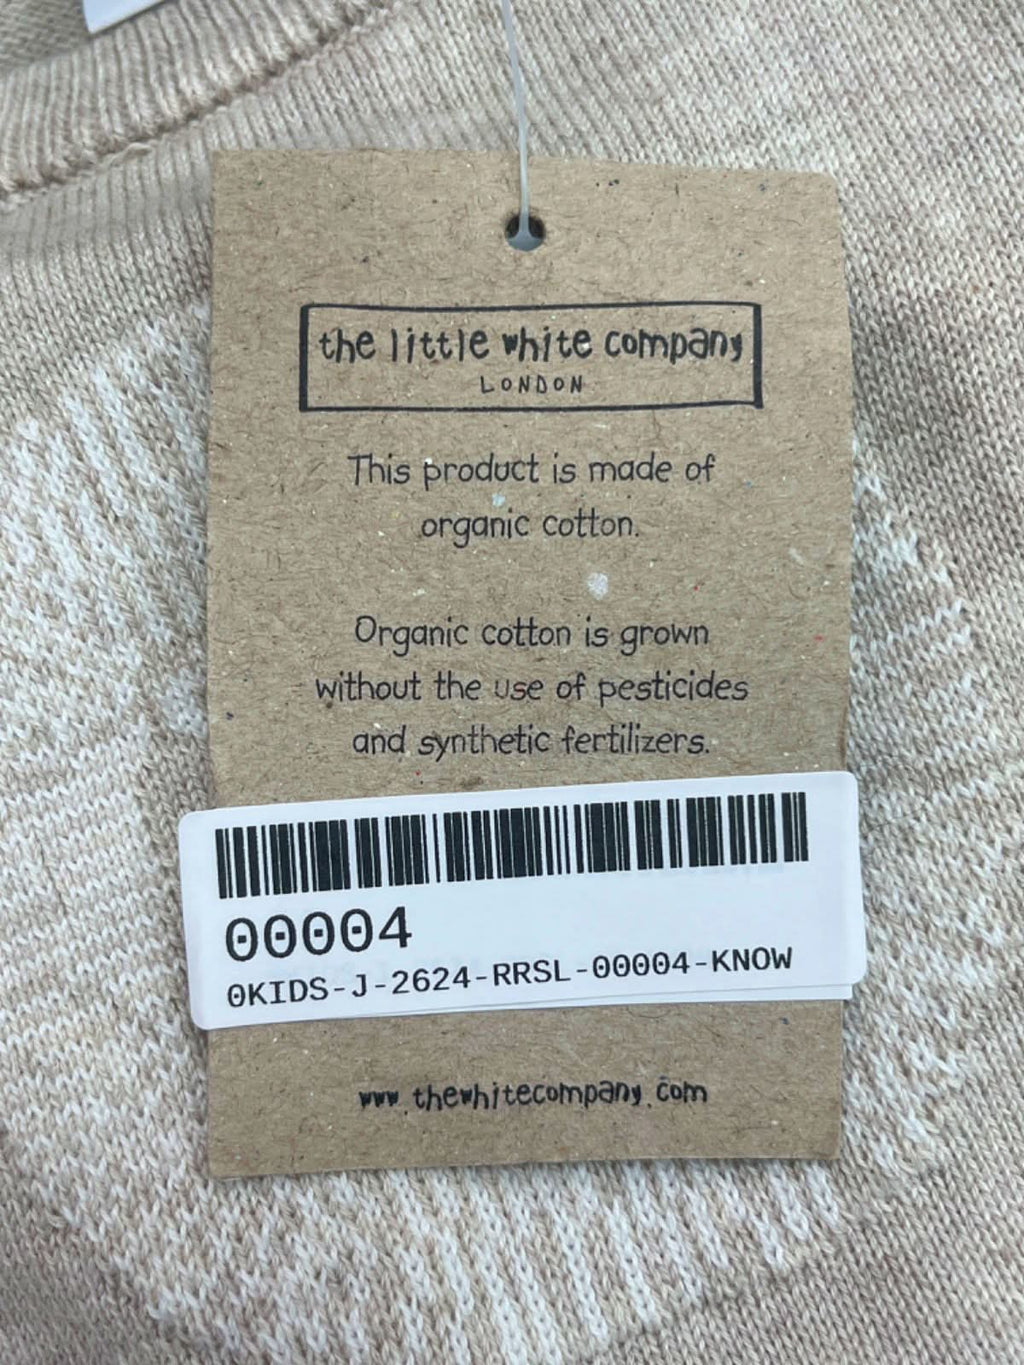 the little white company
LONDON
This product is made of
organic cotton.
Organic cotton is grown
without the use of pesticides
and synthetic fertilizers.
00004
0KIDS-J-2624-RRSL-00004-KNOW
www.thewhitecompany.com